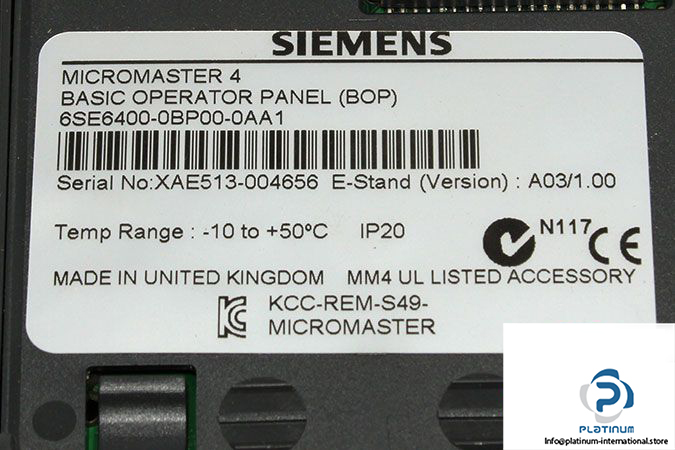 SIEMENS
MICROMASTER 4
BASIC OPERATOR PANEL (BOP)
6SE6400-0BP00-0AA1
Serial No:XAE513-004656 E-Stand (Version) : A03/1.00
Temp Range : -10 to +50°C IP20 N117 CE
MADE IN UNITED KINGDOM MM4 UL LISTED ACCESSORY
KC KCC-REM-S49-
MICROMASTER
P
PLATINUM
Info@platinum-international.store